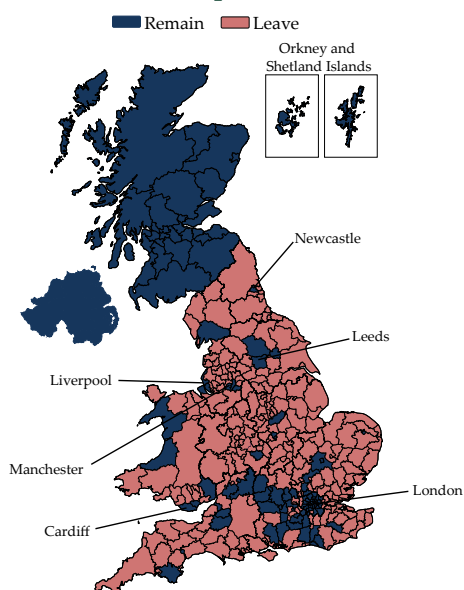 Remain
Leave
Orkney and
Shetland Islands
Newcastle
Leeds
Liverpool
Manchester
London
Cardiff